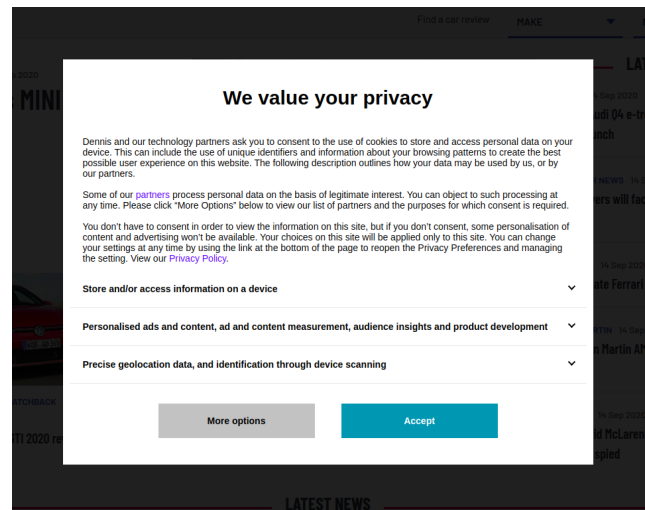 Find a car review MAKE
Sep 2020
MINI
LAT
Sep 2020
udi Q4 e-tr
unch
We value your privacy
Dennis and our technology partners ask you to consent to the use of cookies to store and access personal data on your
device. This can include the use of unique identifiers and information about your browsing patterns to create the best
possible user experience on this website. The following description outlines how your data may be used by us, or by
our partners.
Some of our partners process personal data on the basis of legitimate interest. You can object to such processing at
any time. Please click “More Options” below to view our list of partners and the purposes for which consent is required.
You don't have to consent in order to view the information on this site, but if you don't consent, some personalisation of
content and advertising won't be available. Your choices on this site will be applied only to this site. You can change
your settings at any time by using the link at the bottom of the page to reopen the Privacy Preferences and managing
the setting. View our Privacy Policy.
Store and/or access information on a device
Personalised ads and content, ad and content measurement, audience insights and product development
Precise geolocation data, and identification through device scanning
More options Accept
NEWS 14 S
ers will fac
14 Sep 2020
ate Ferrari
RTIN 14 Sep
n Martin AM
ATCHBACK
TI 2020 re
14 Sep 2020
id McLaren
spied
LATEST NEWS